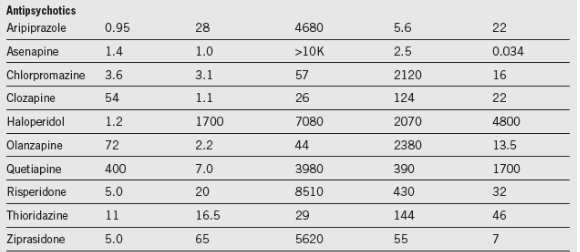 Antipsychotics
Aripiprazole 0.95 28 4680 5.6 22
Asenapine 1.4 1.0 >10K 2.5 0.034
Chlorpromazine 3.6 3.1 57 2120 16
Clozapine 54 1.1 26 124 22
Haloperidol 1.2 1700 7080 2070 4800
Olanzapine 72 2.2 44 2380 13.5
Quetiapine 400 7.0 3980 390 1700
Risperidone 5.0 20 8510 430 32
Thioridazine 11 16.5 29 144 46
Ziprasidone 5.0 65 5620 55 7